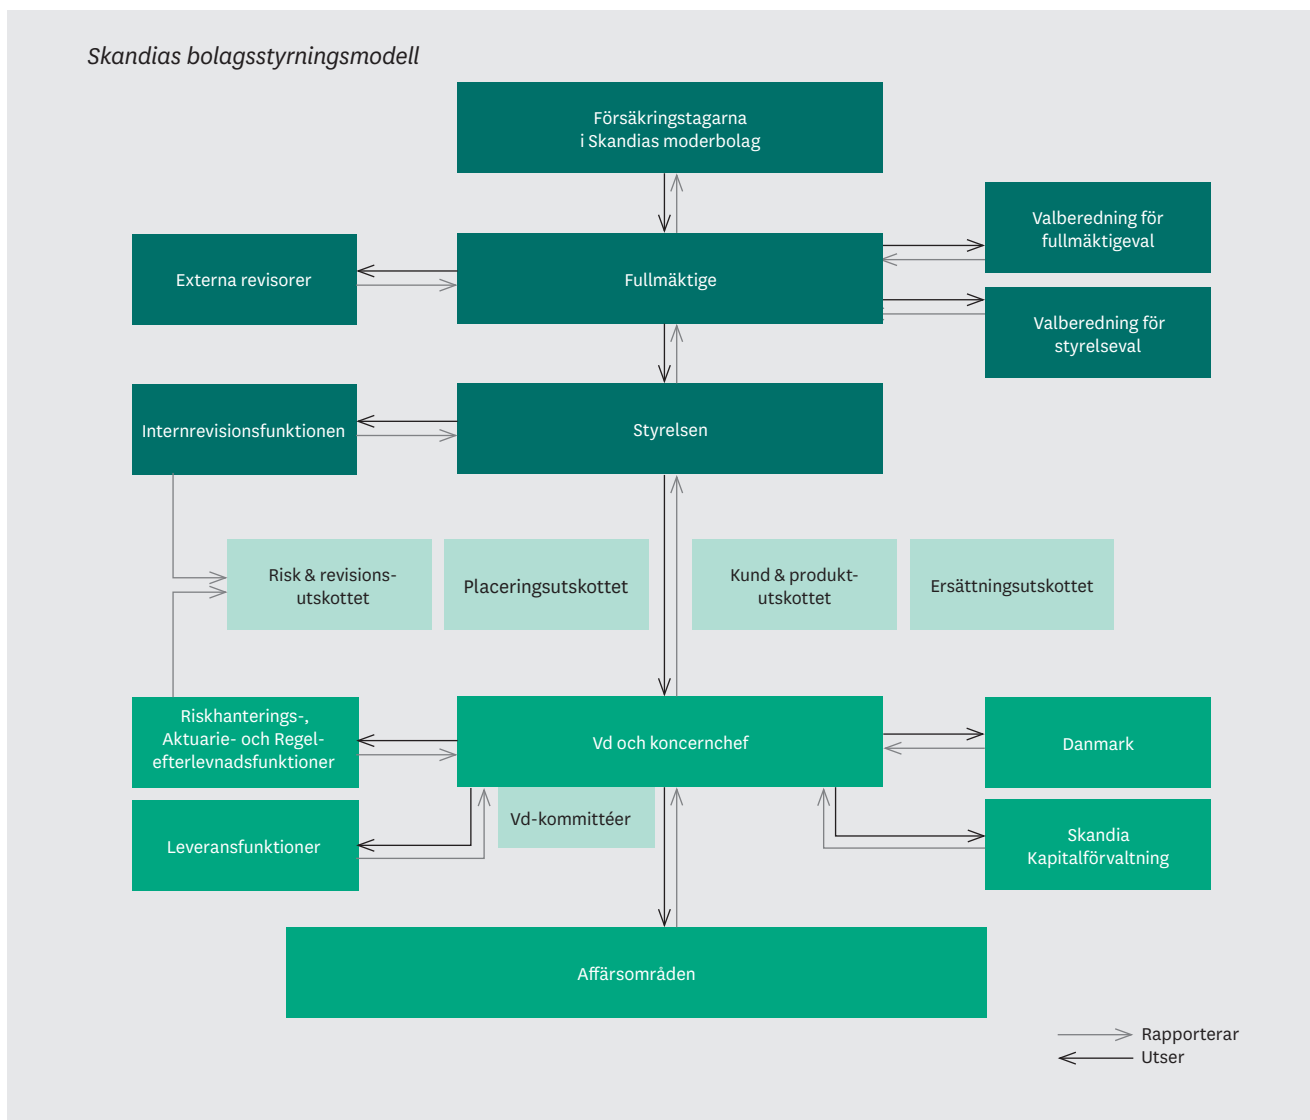 Skandias bolagsstyrningsmodell
Försäkringstagarna
i Skandias moderbolag
Valberedning för
fullmäktigeval
Externa revisorer
Fullmäktige
Valberedning för
styrelseval
Internrevisionsfunktionen
Styrelsen
Risk & revisions-
utskottet
Placeringsutskottet
Kund & produkt-
utskottet
Ersättningsutskottet
Riskhanterings-,
Aktuarie- och Regel-
efterlevnadsfunktioner
Vd och koncernchef
Danmark
Leveransfunktioner
Vd-kommittéer
Skandia
Kapitalförvaltning
Affärsområden
Rapporterar
Utser